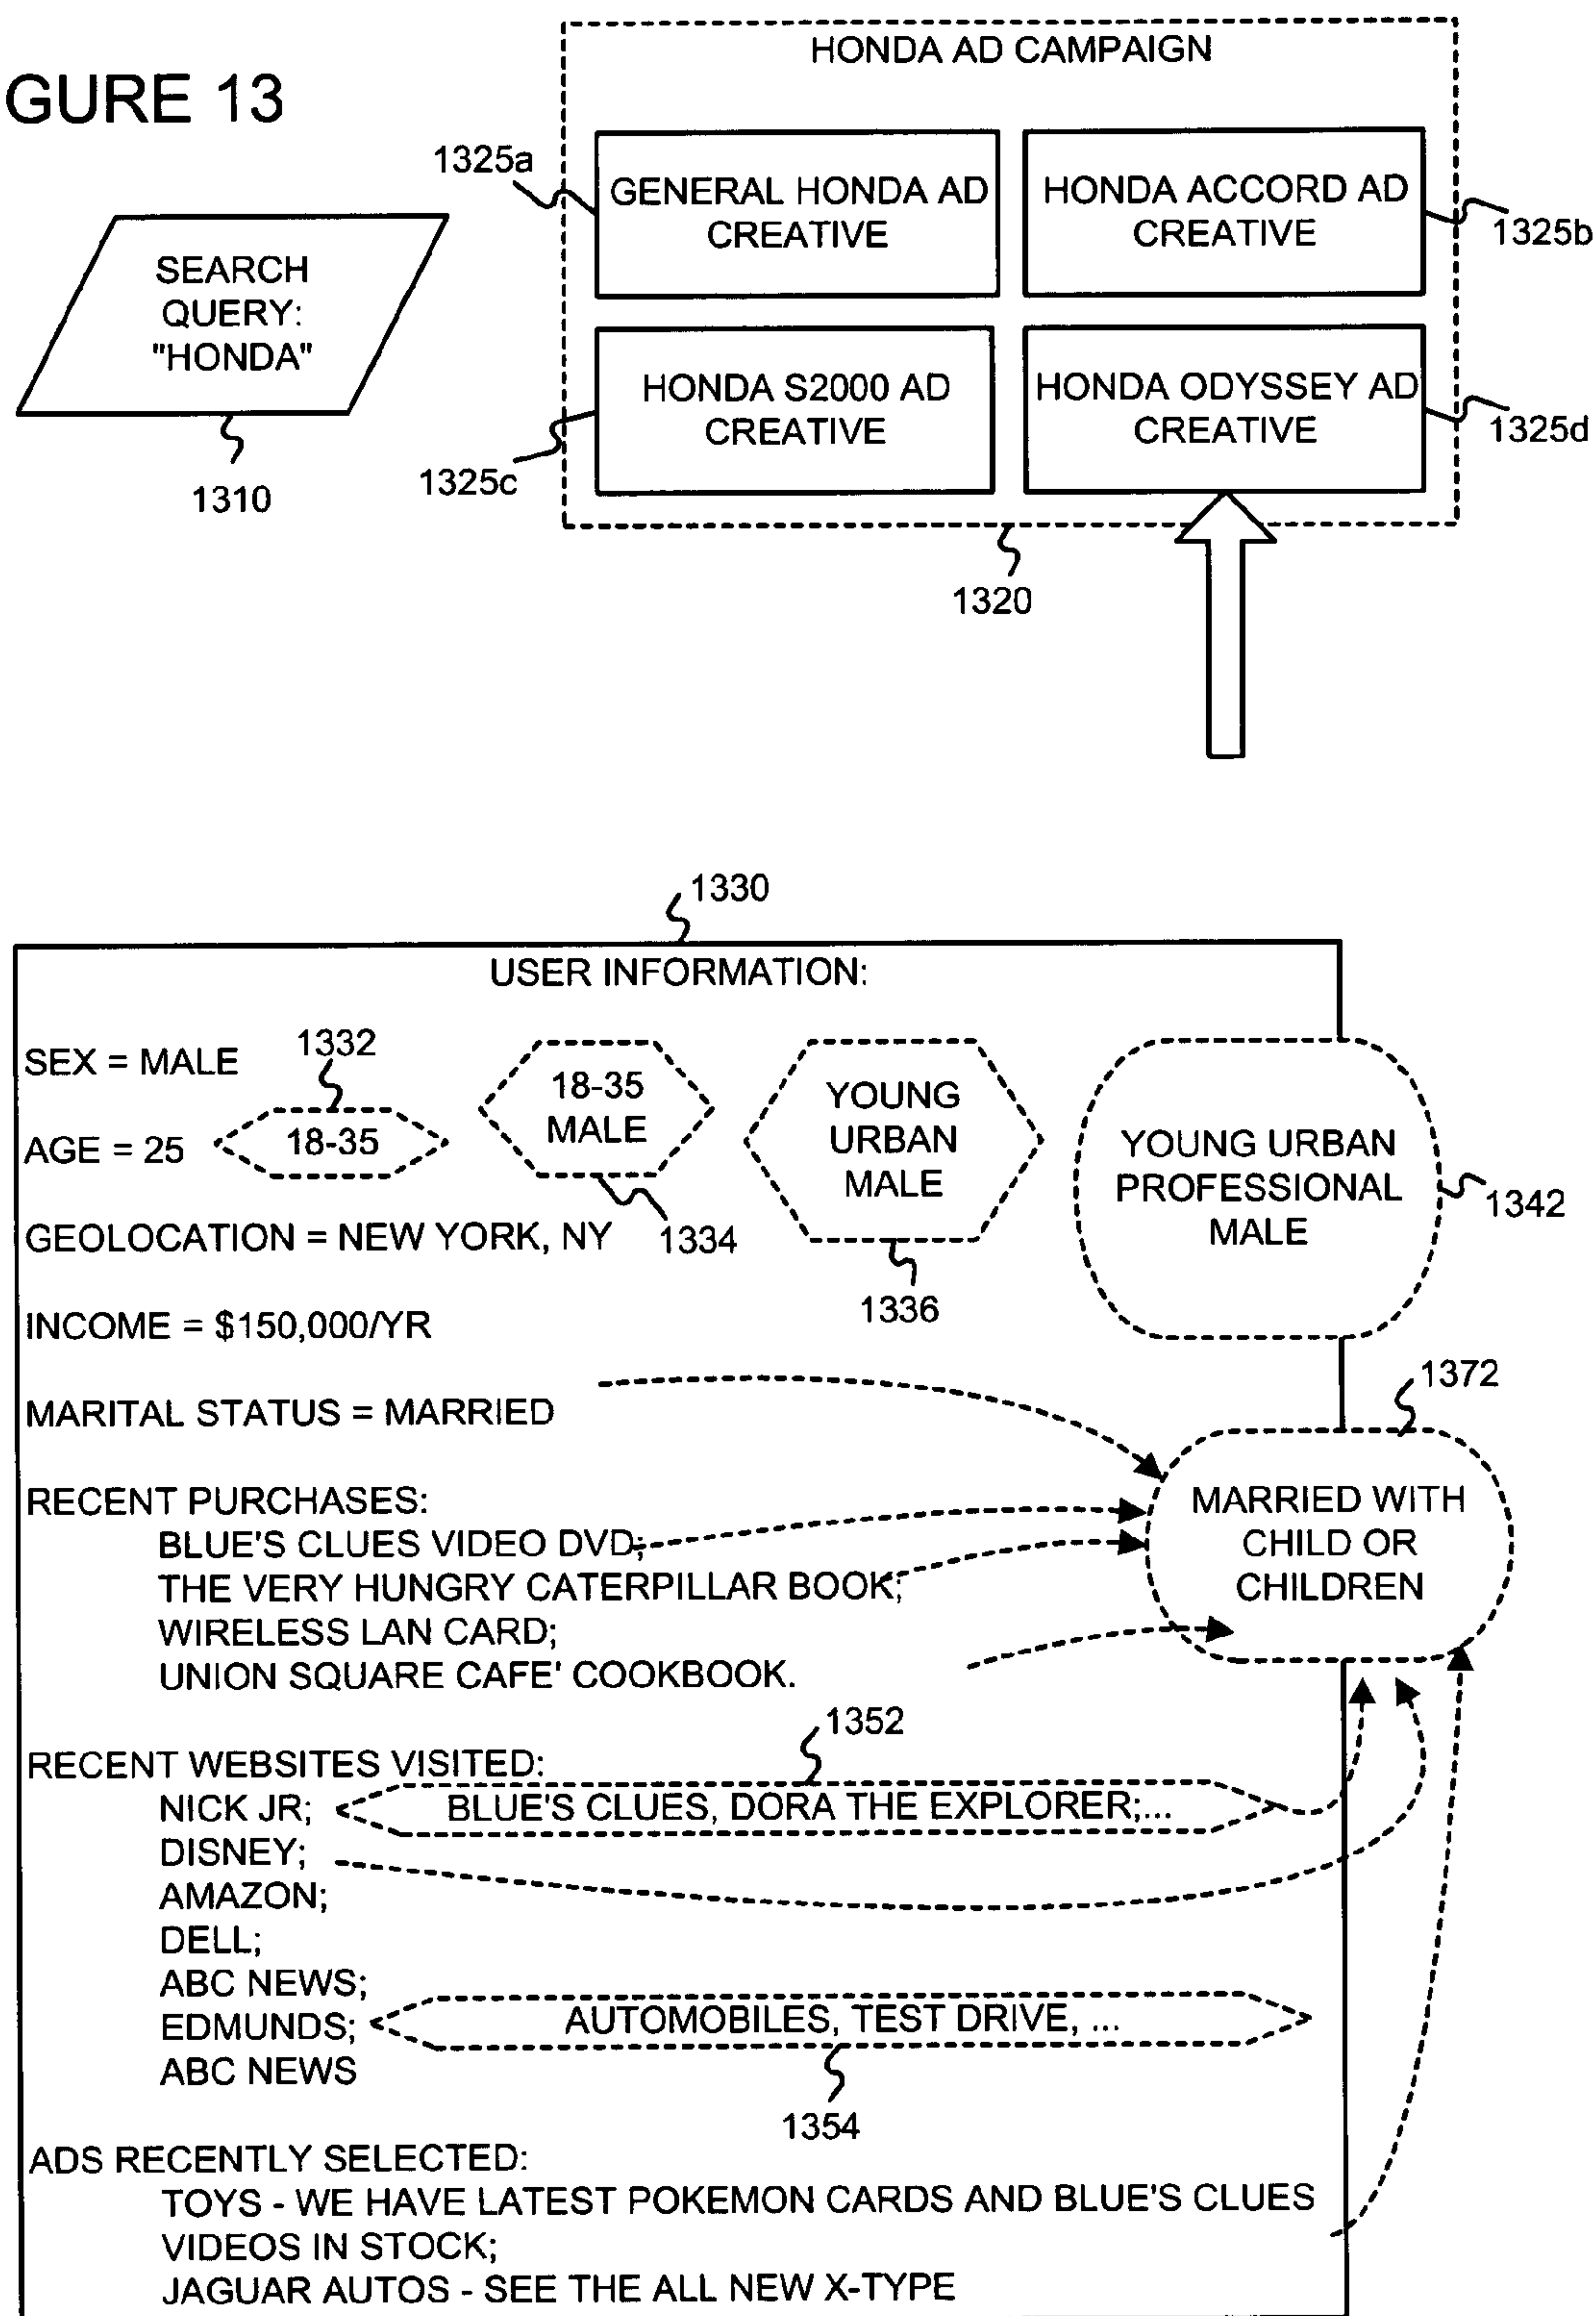 GURE 13
HONDA AD CAMPAIGN
1325a
GENERAL HONDA AD
CREATIVE
HONDA ACCORD AD
CREATIVE
1325b
SEARCH
QUERY:
"HONDA"
1310
HONDA S2000 AD
CREATIVE
1325c
HONDA ODYSSEY AD
CREATIVE
1325d
1320
1330
USER INFORMATION:
SEX = MALE
1332
AGE = 25
18-35
18-35
MALE
1334
YOUNG
URBAN
MALE
1336
YOUNG URBAN
PROFESSIONAL
MALE
1342
GEOLOCATION = NEW YORK, NY
INCOME = $150,000/YR
MARITAL STATUS = MARRIED
1372
MARRIED WITH
CHILD OR
CHILDREN
RECENT PURCHASES:
BLUE'S CLUES VIDEO DVD;
THE VERY HUNGRY CATERPILLAR BOOK;
WIRELESS LAN CARD;
UNION SQUARE CAFE' COOKBOOK.
1352
RECENT WEBSITES VISITED:
NICK JR;
BLUE'S CLUES, DORA THE EXPLORER;...
DISNEY;
AMAZON;
DELL;
ABC NEWS;
EDMUNDS;
AUTOMOBILES, TEST DRIVE, ...
ABC NEWS
1354
ADS RECENTLY SELECTED:
TOYS - WE HAVE LATEST POKEMON CARDS AND BLUE'S CLUES
VIDEOS IN STOCK;
JAGUAR AUTOS - SEE THE ALL NEW X-TYPE